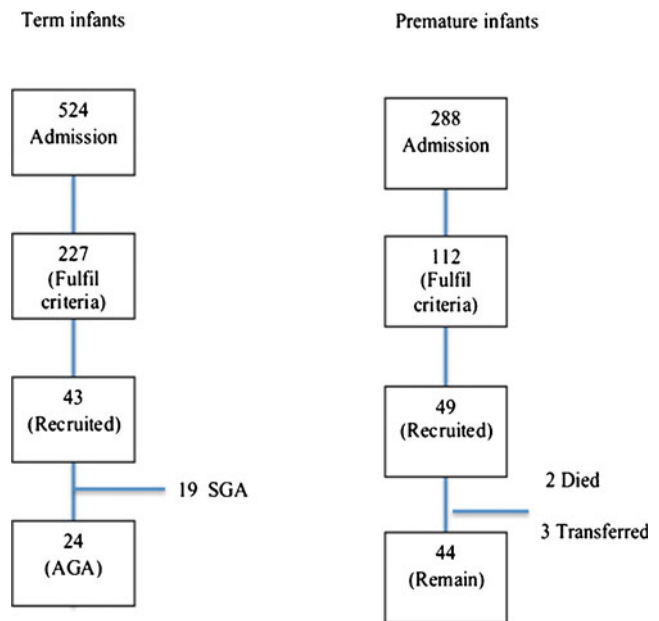 Term infants
524
Admission
227
(Fulfil
criteria)
43
(Recruited)
19 SGA
24
(AGA)
Premature infants
288
Admission
112
(Fulfil
criteria)
49
(Recruited)
2 Died
3 Transferred
44
(Remain)